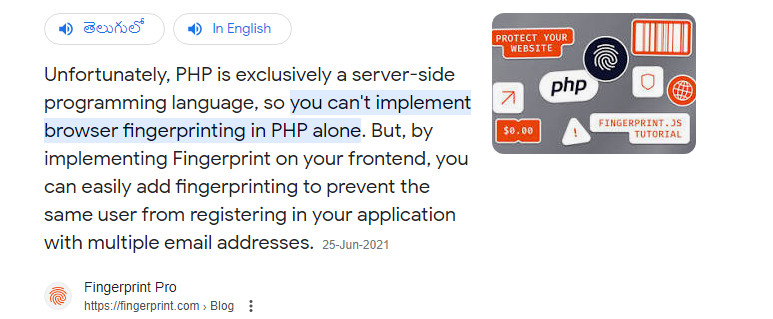 తెలుగులో
In English
Unfortunately, PHP is exclusively a server-side
programming language, so you can't implement
browser fingerprinting in PHP alone. But, by
implementing Fingerprint on your frontend, you
can easily add fingerprinting to prevent the
same user from registering in your application
with multiple email addresses. 25-Jun-2021
PROTECT YOUR
WEBSITE
php
$0.00
!
FINGERPRINT.JS
TUTORIAL
Fingerprint Pro
https://fingerprint.com › Blog